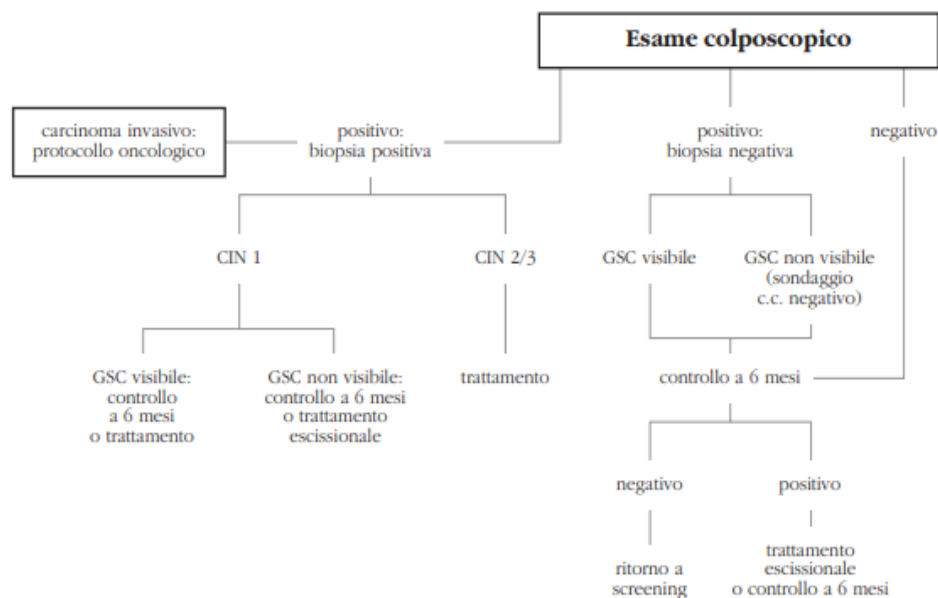 Esame colposcopico
carcinoma invasivo:
protocollo oncologico
positivo:
biopsia positiva
positivo:
biopsia negativa
negativo
CIN 1
CIN 2/3
GSC visibile
GSC non visibile
(sondaggio
c.c. negativo)
GSC visibile:
controllo
a 6 mesi
o trattamento
GSC non visibile:
controllo a 6 mesi
o trattamento
escissionale
trattamento
controllo a 6 mesi
negativo
positivo
ritorno a
screening
trattamento
escissionale
o controllo a 6 mesi